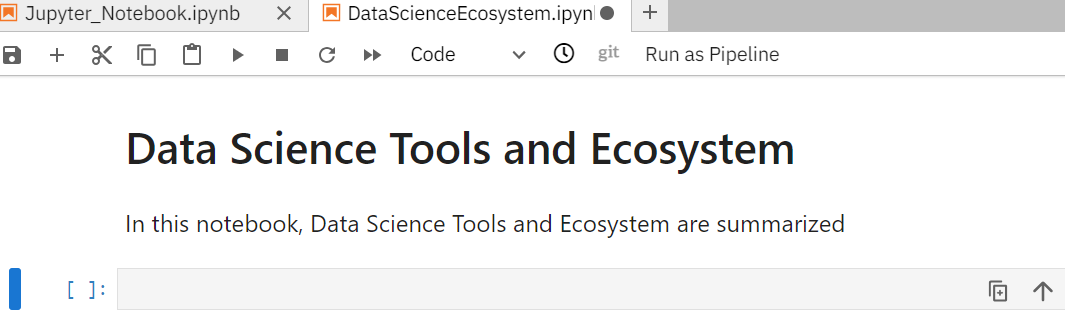 Jupyter_Notebook.ipynb DataScienceEcosystem.ipyn
Code git Run as Pipeline
Data Science Tools and Ecosystem
In this notebook, Data Science Tools and Ecosystem are summarized
[ ]: